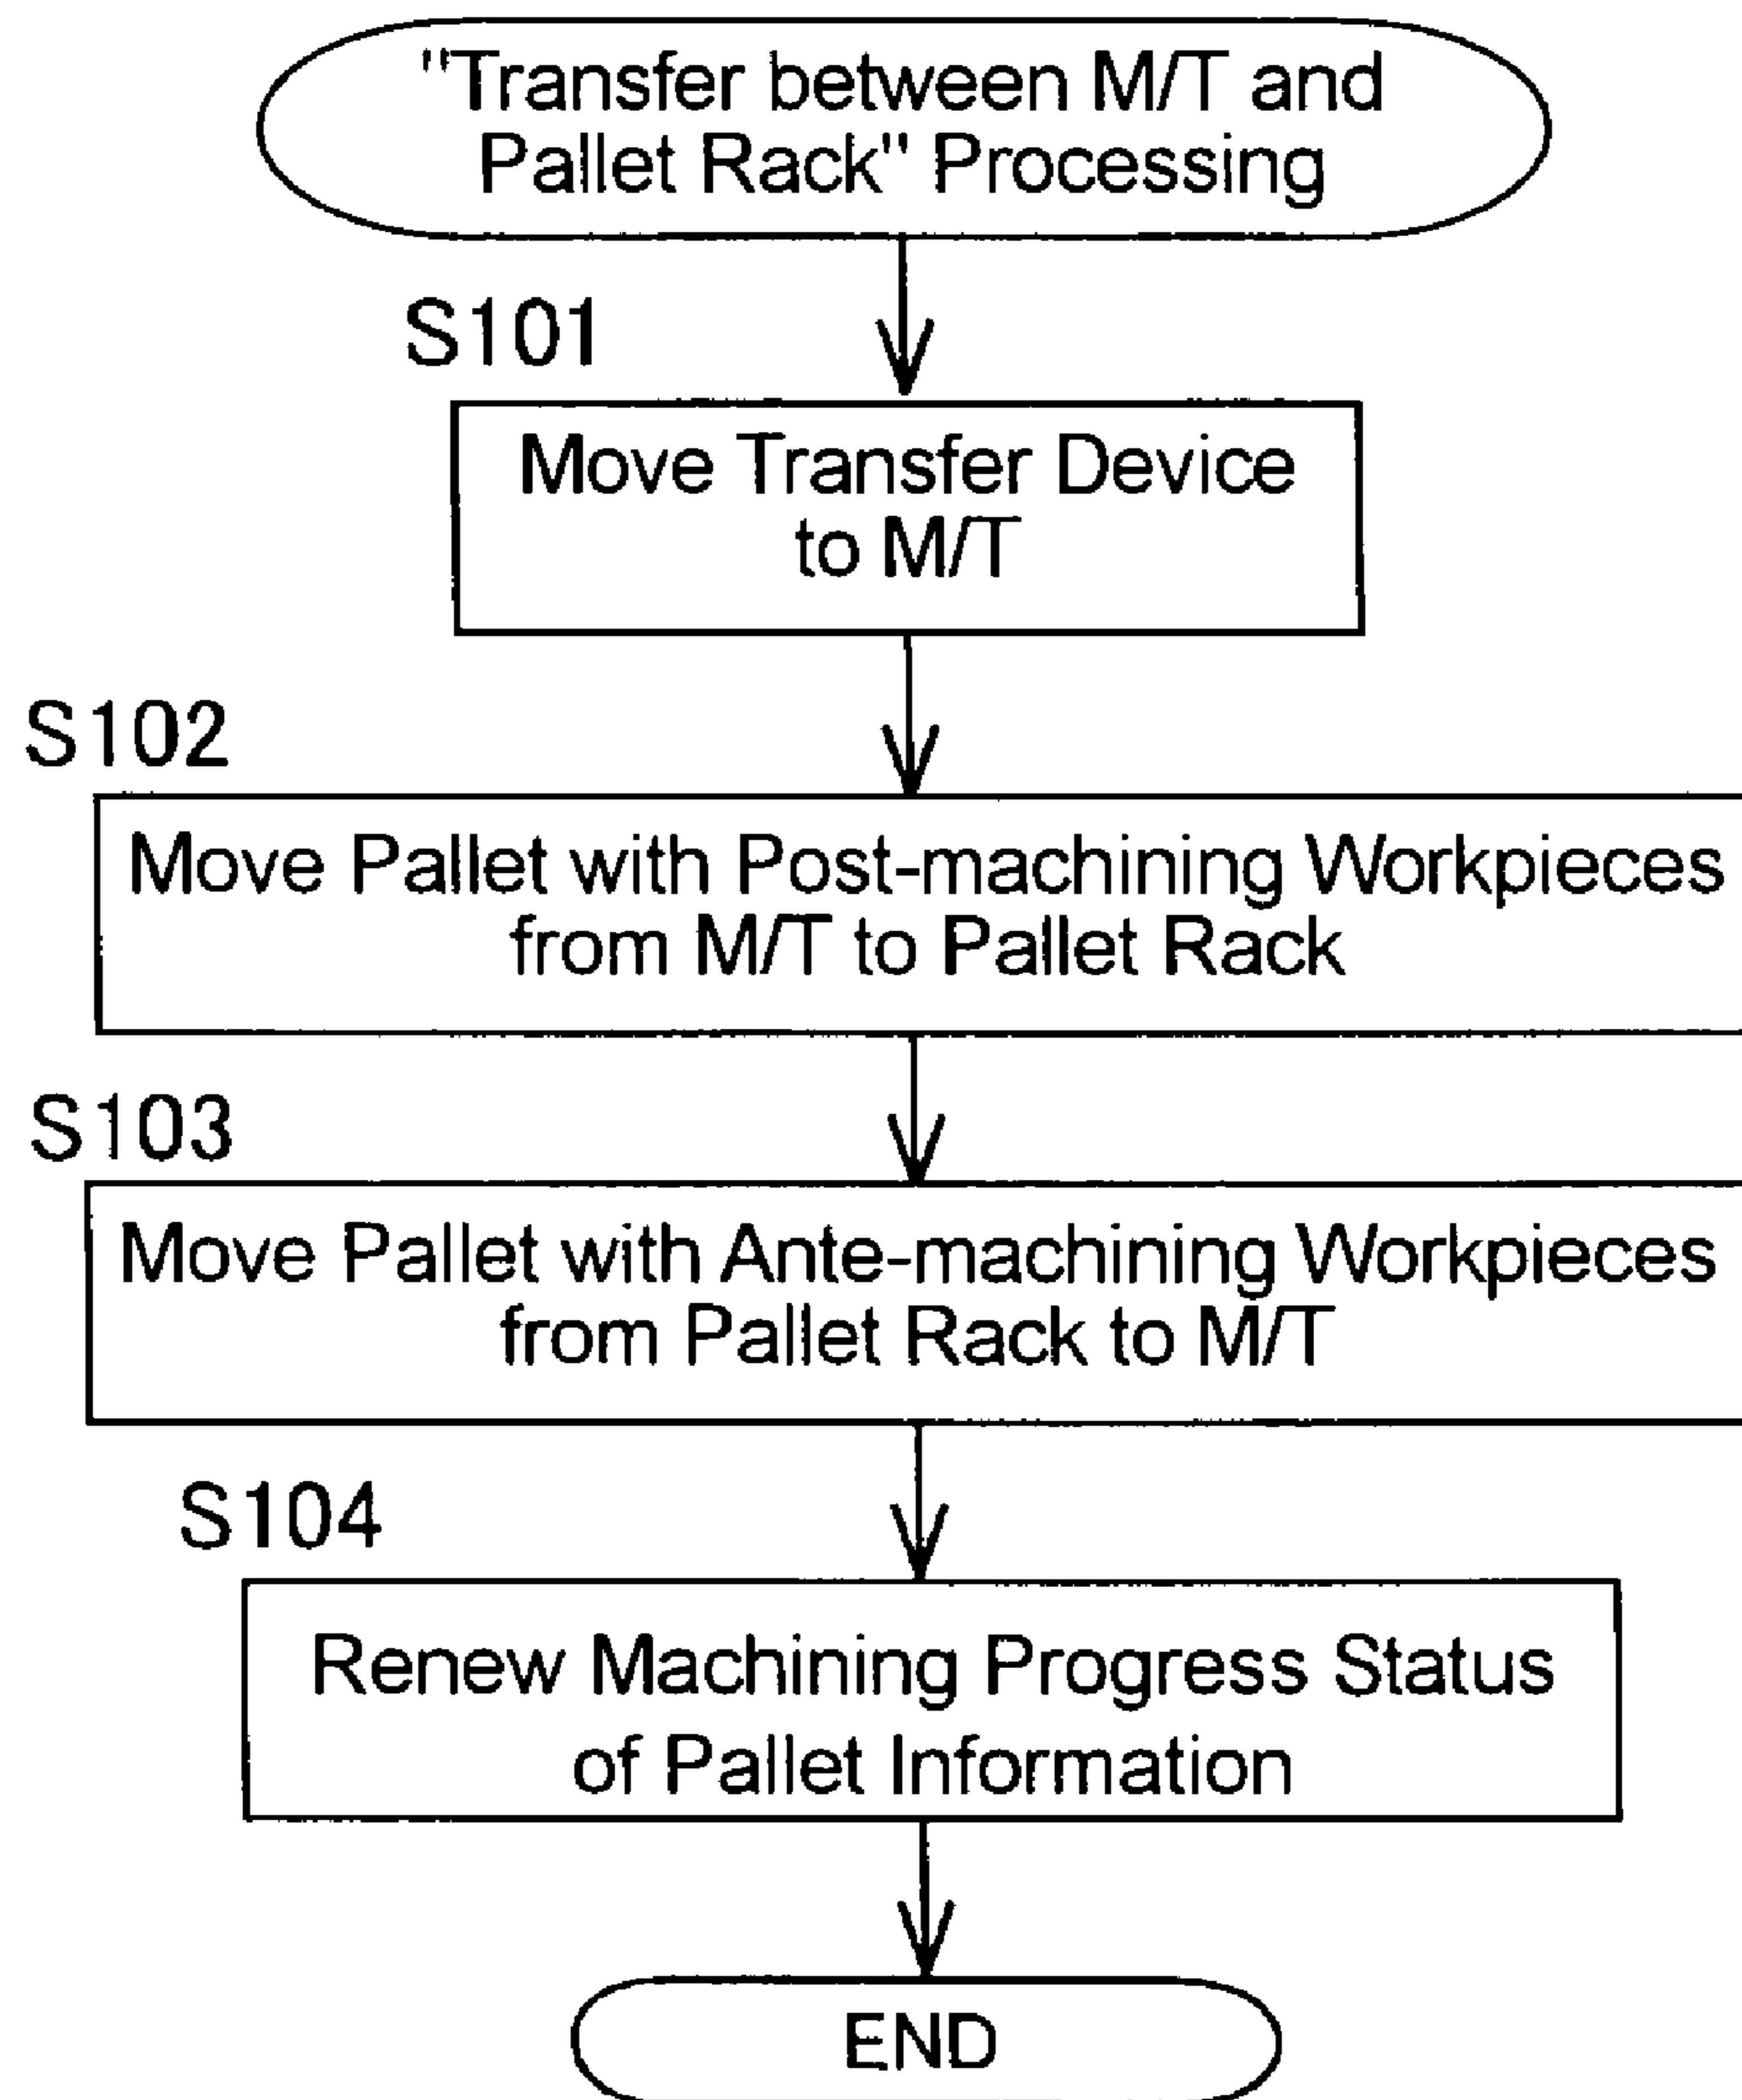 "Transfer between M/T and
Pallet Rack" Processing
S101
Move Transfer Device
to M/T
S102
Move Pallet with Post-machining Workpieces
from M/T to Pallet Rack
S103
Move Pallet with Ante-machining Workpieces
from Pallet Rack to M/T
S104
Renew Machining Progress Status
of Pallet Information
END